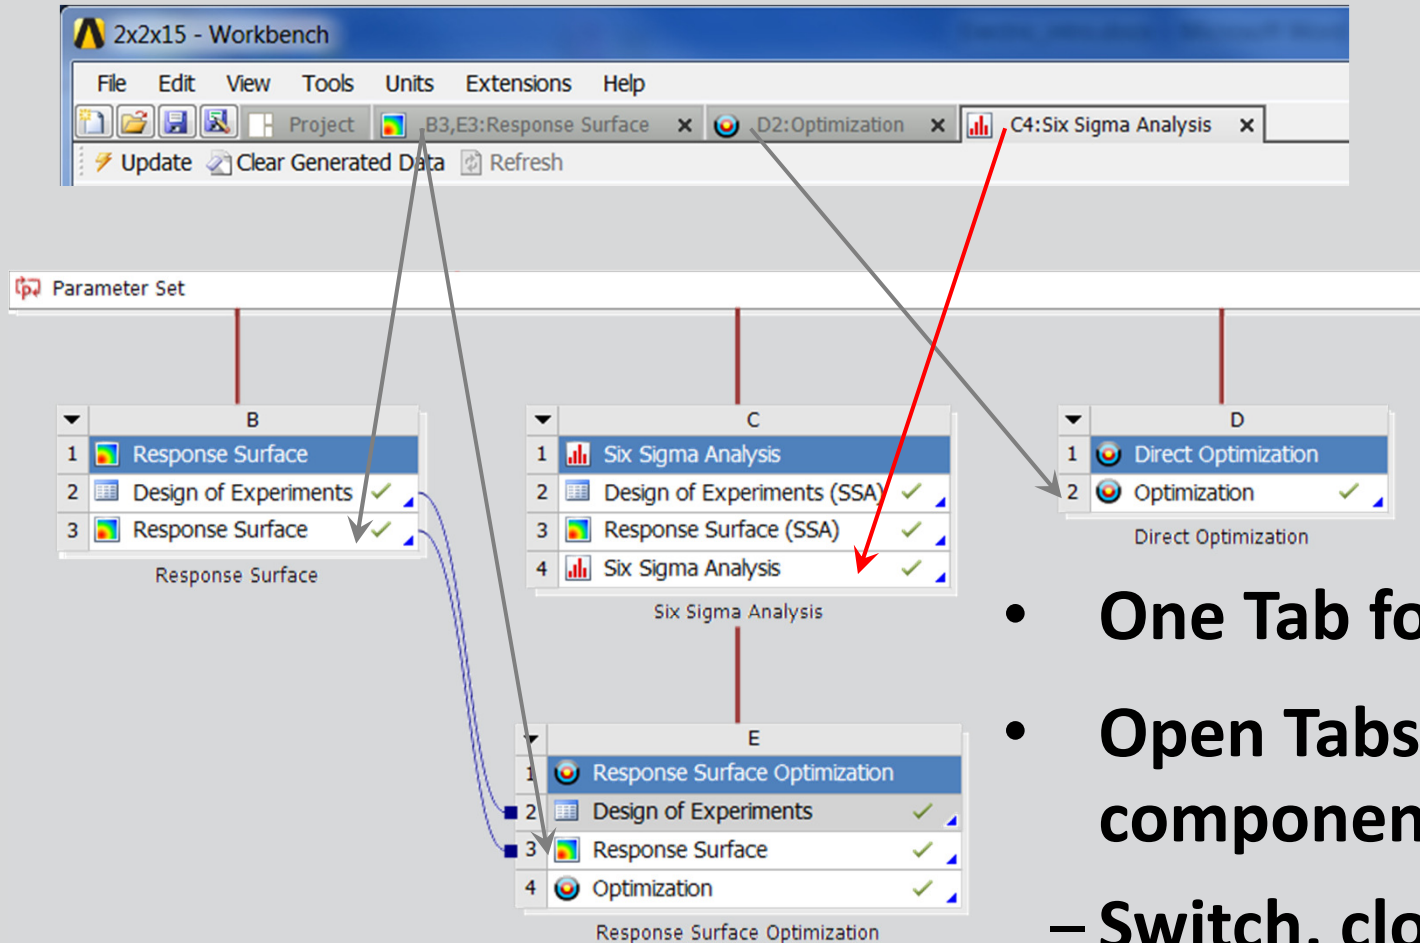 2x2x15 - Workbench
File Edit View Tools Units Extensions Help
Project B3,E3:Response Surface D2:Optimization C4:Six Sigma Analysis
Update Clear Generated Data Refresh
Parameter Set
B
1 Response Surface
2 Design of Experiments
3 Response Surface
Response Surface
C
1 Six Sigma Analysis
2 Design of Experiments (SSA)
3 Response Surface (SSA)
4 Six Sigma Analysis
Six Sigma Analysis
D
1 Direct Optimization
2 Optimization
Direct Optimization
E
1 Response Surface Optimization
2 Design of Experiments
3 Response Surface
4 Optimization
Response Surface Optimization
• One Tab fo
• Open Tabs
componen
– Switch, clo